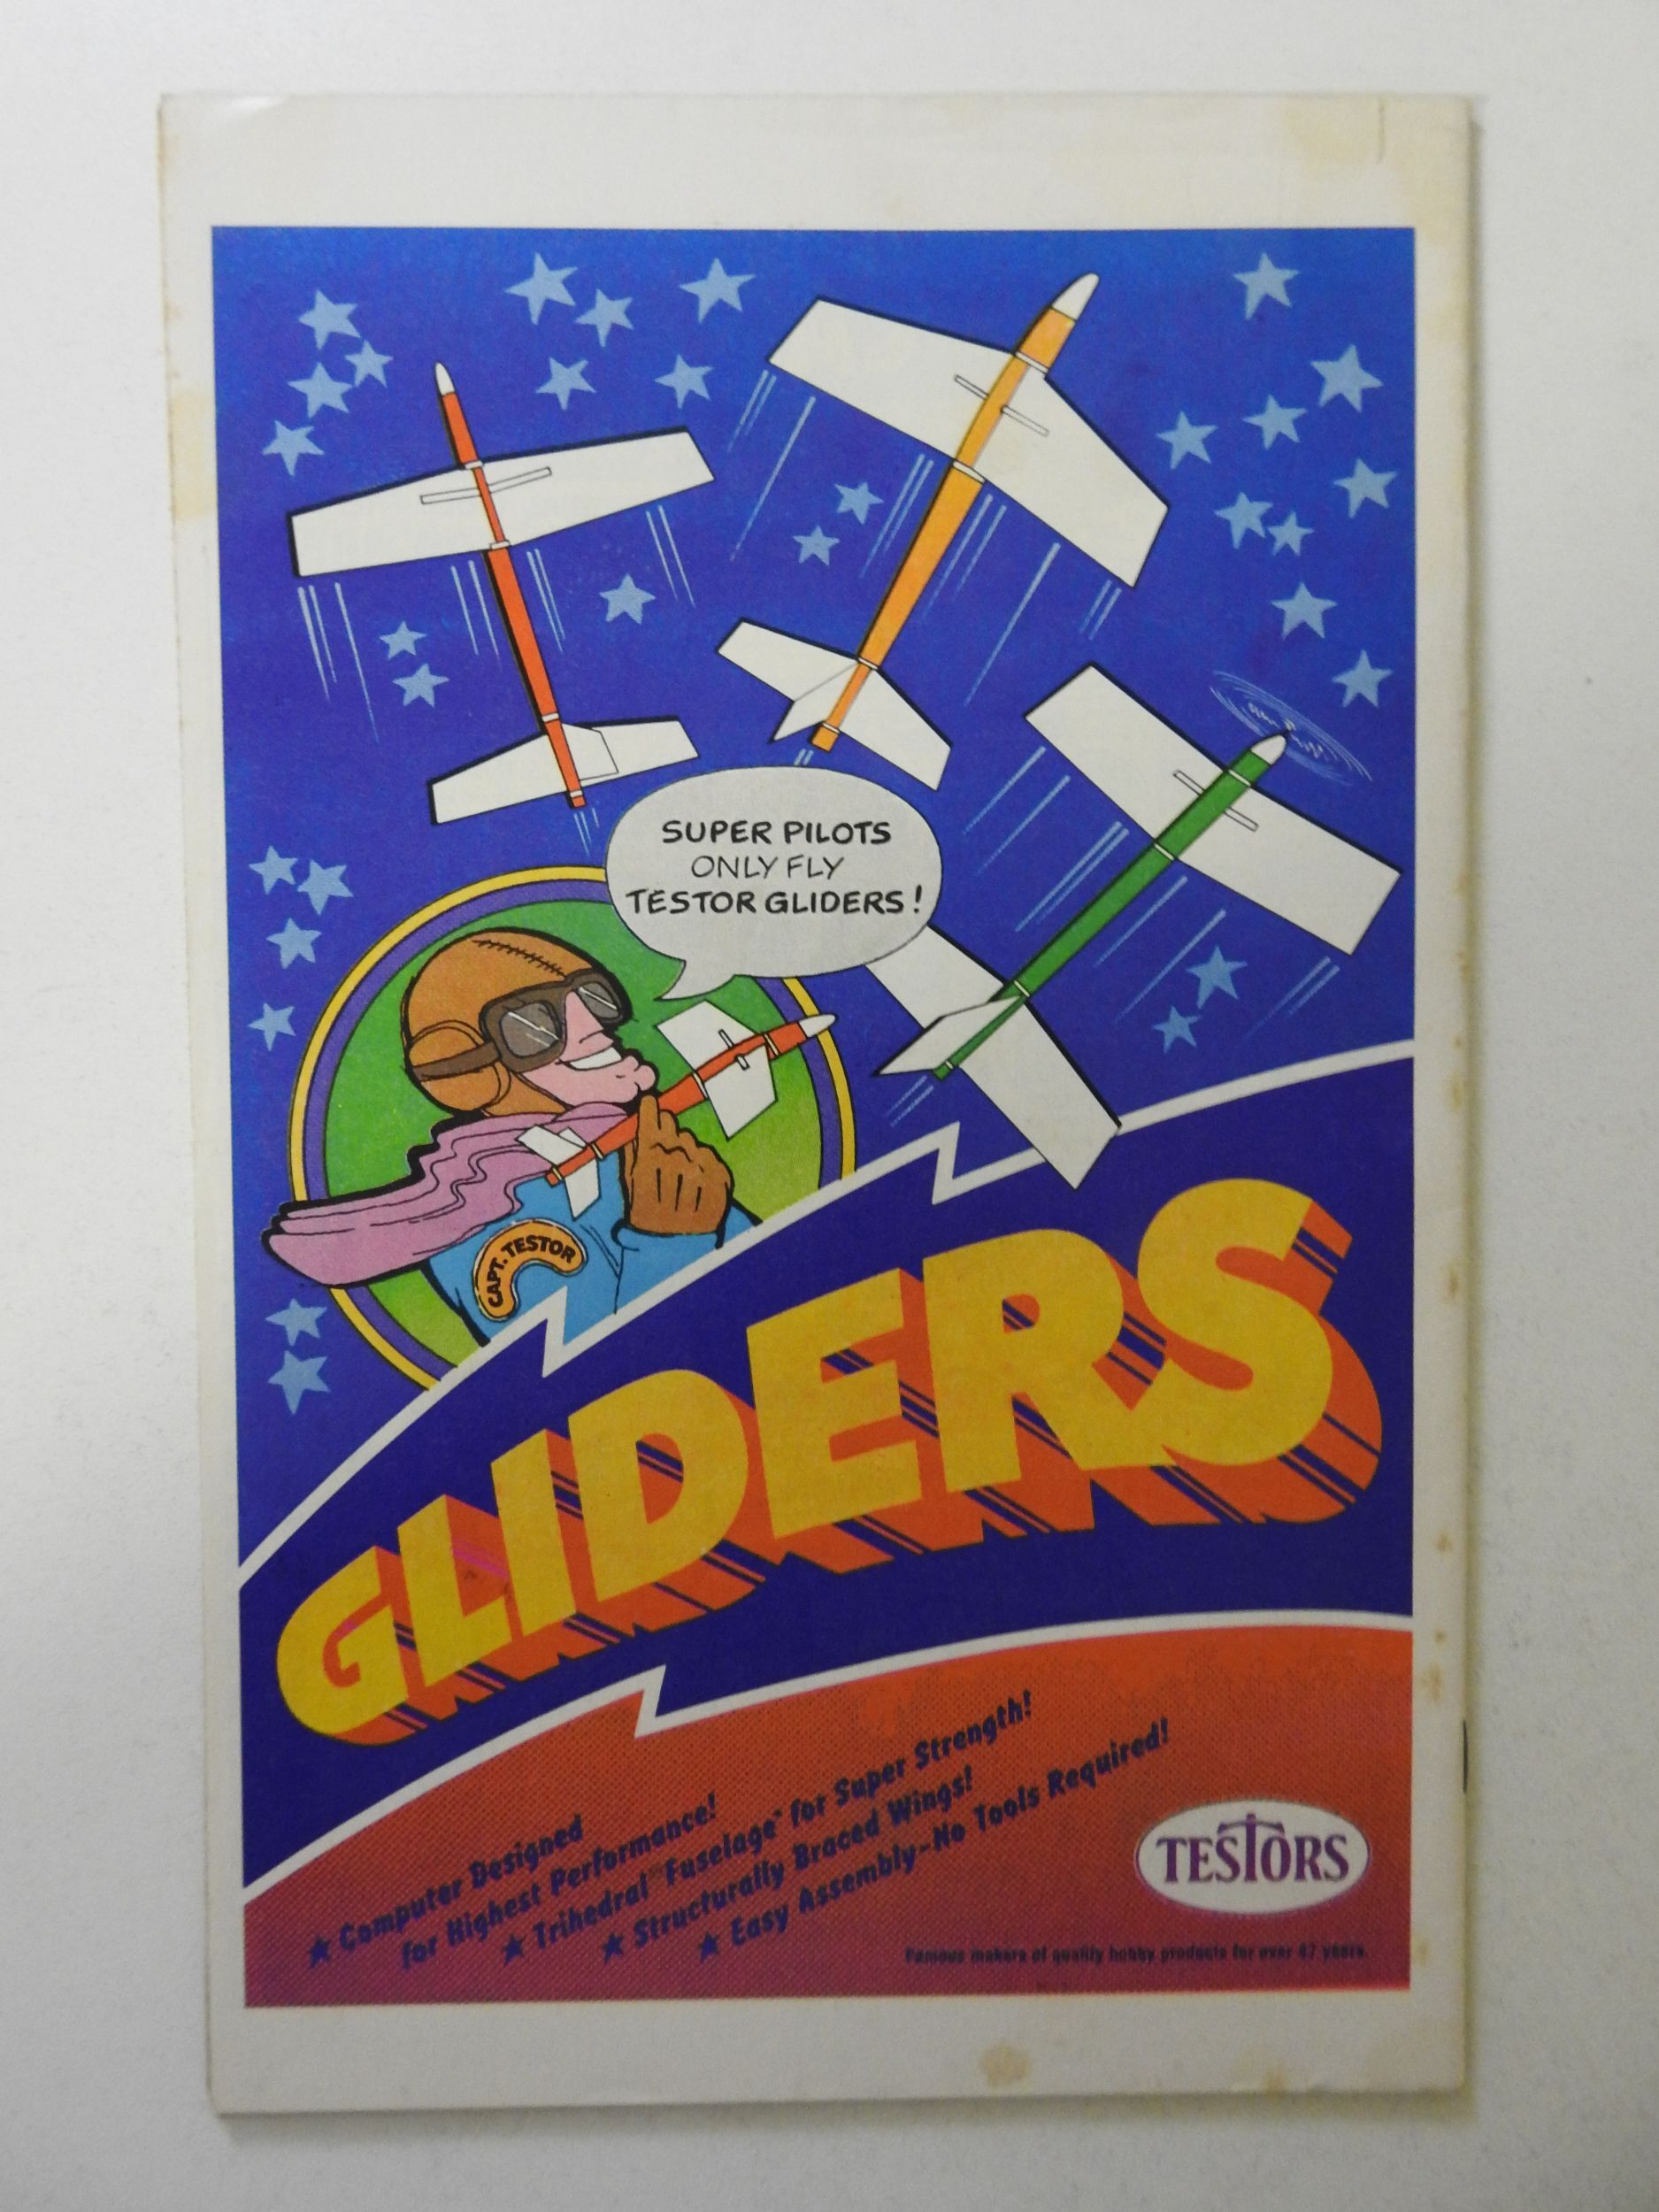 SUPER PILOTS
ONLY FLY
TESTOR GLIDERS!
CAPT. TESTOR
GLIDERS
★ Computer Designed
for Highest Performance!
★ Trihedral™ Fuselage" for Super Strength!
★ Structurally Braced Wings!
★ Easy Assembly-No Tools Required!
TESTORS
Famous makers of quality hobby products for over 47 years.